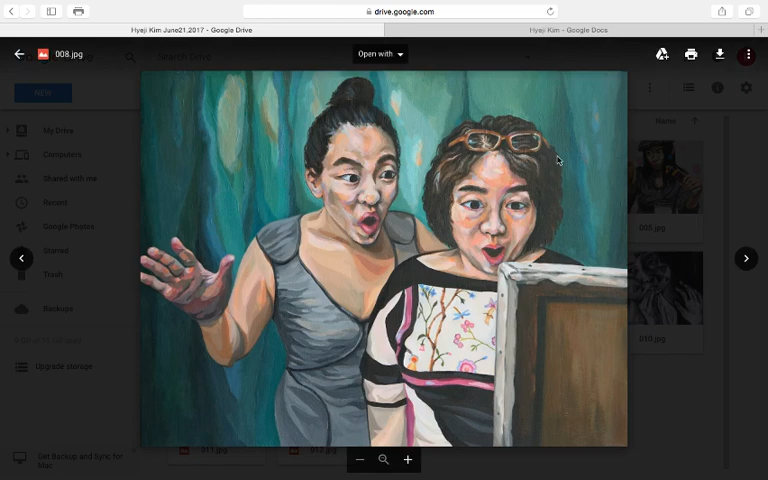 drive.google.com
Hyeji Kim June21,2017 - Google Drive
Hyeji Kim - Google Docs
008.jpg
Open with
Search Drive
NEW
My Drive
Computers
Shared with me
Recent
Google Photos
Starred
Trash
Backups
Upgrade storage
Get Backup and Sync for
Mac
Name
005.jpg
010.jpg
011.jpg
012.jpg